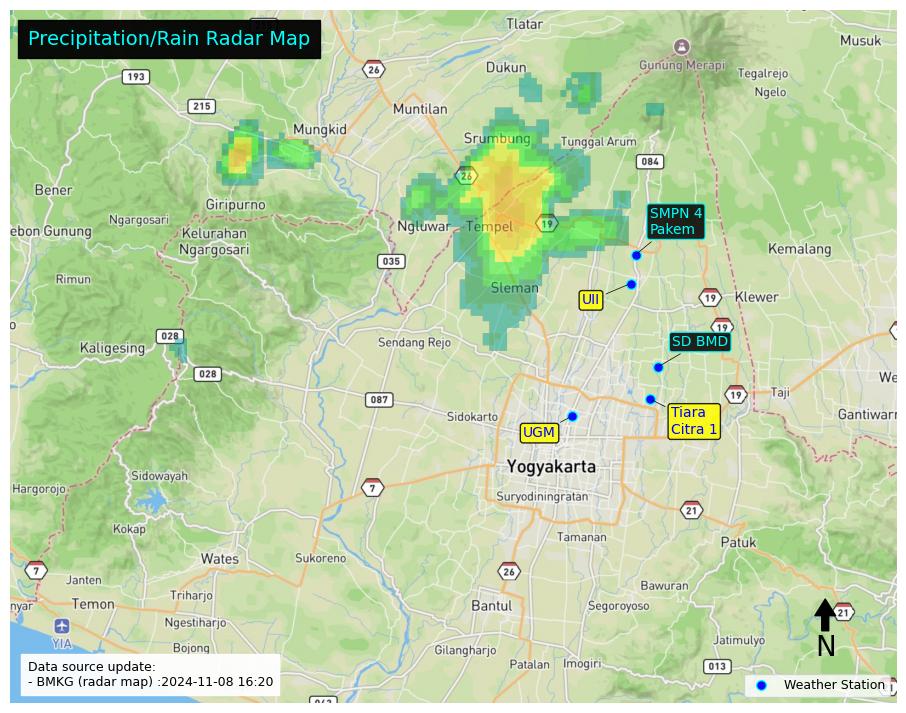 Precipitation/Rain Radar Map
Tlatar
Musuk
193
26
Dukun
Gunung Merapi
Tegalrejo
Ngelo
215
Muntilan
Mungkid
Srumbung
Tunggal Arum
084
26
Bener
Giripurno
Ngargosari
SMPN 4
Pakem
ebon Gunung
Kelurahan
Ngargosari
Ngluwar
Tempel
19
Kemalang
035
Rimun
Sleman
UII
19
Klewer
19
028
Kaligesing
Sendang Rejo
SD BMD
028
087
19
Taji
We
Sidokarto
Tiara
Citra 1
Gantiwarn
UGM
Yogyakarta
Sidowayah
Hargorojo
7
Suryodiningratan
21
Kokap
Tamanan
Patuk
Wates
Sukoreno
7
26
Janten
Bawuran
nyar
Temon
Triharjo
Bantul
Segoroyoso
21
Ngestiharjo
YIA
N
Bojong
Gilangharjo
Jatimulyo
Patalan
Imogiri
013
Data source update:
- BMKG (radar map) :2024-11-08 16:20
Weather Station